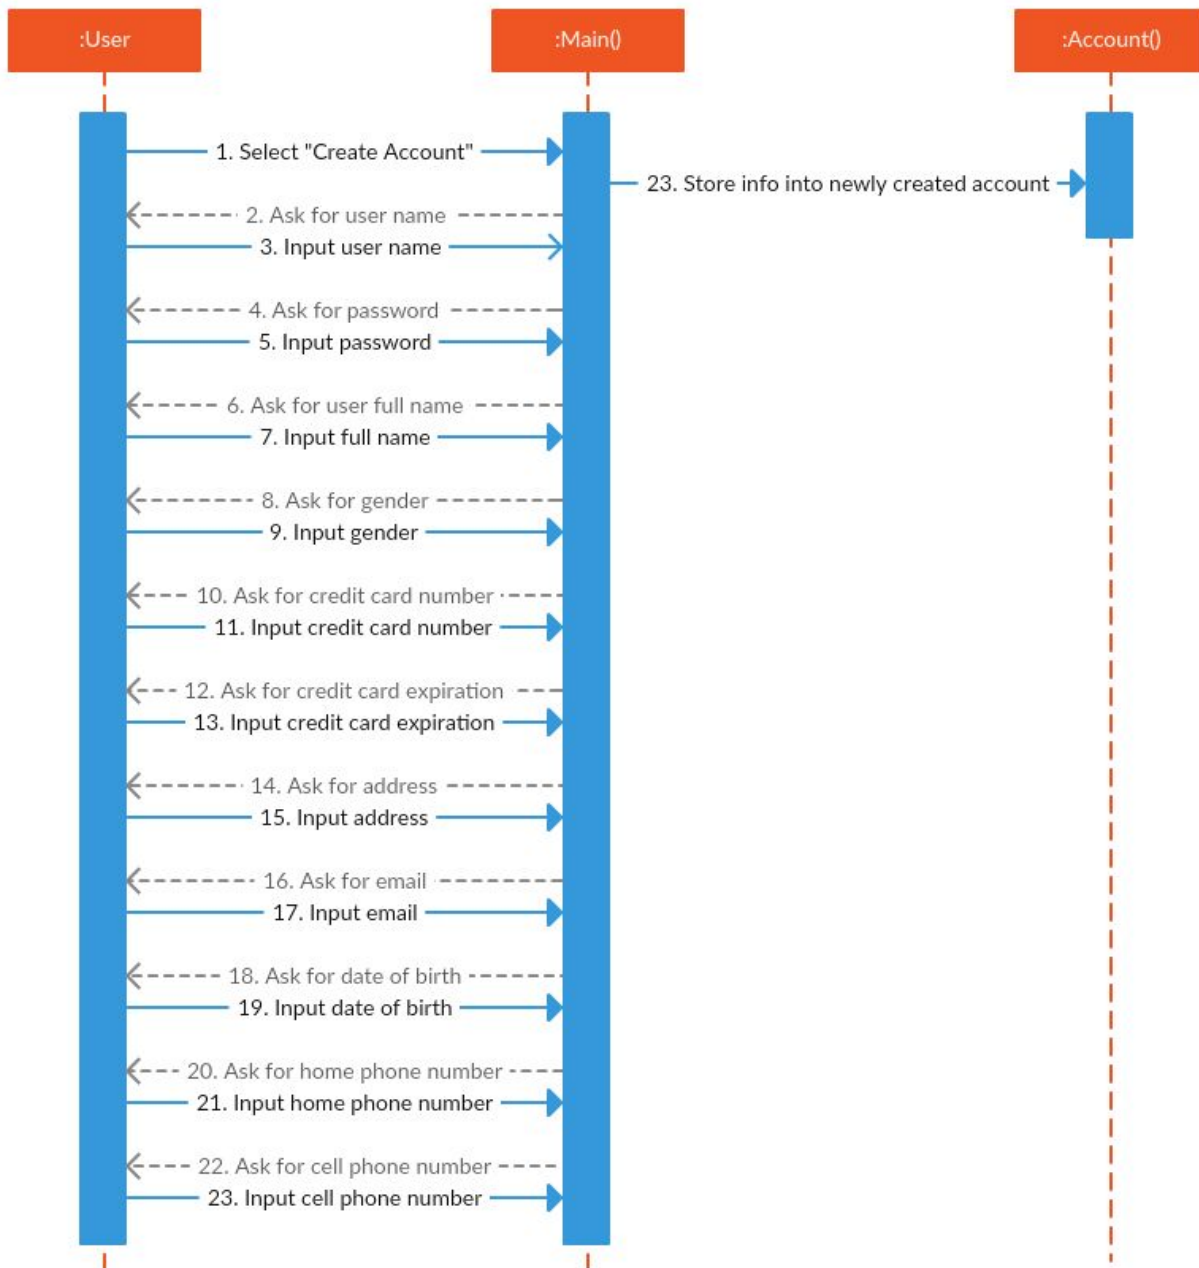 :User
:Main()
:Account()
1. Select "Create Account"
23. Store info into newly created account
2. Ask for user name
3. Input user name
4. Ask for password
5. Input password
6. Ask for user full name
7. Input full name
8. Ask for gender
9. Input gender
10. Ask for credit card number
11. Input credit card number
12. Ask for credit card expiration
13. Input credit card expiration
14. Ask for address
15. Input address
16. Ask for email
17. Input email
18. Ask for date of birth
19. Input date of birth
20. Ask for home phone number
21. Input home phone number
22. Ask for cell phone number
23. Input cell phone number